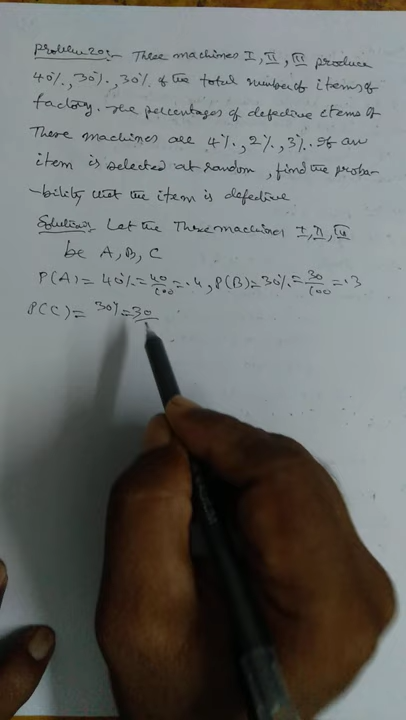 Problem 20:- Three machines I, II, III produce
40%., 30%., 30%. of the total number of items of
factory. The percentages of defective items of
These machines are 4%., 2%., 3%. If an
item is selected at random, find the proba-
-bility that the item is defective
Solution:- Let the Three machines I, II, III
be A, B, C
P(A) = 40% = 40/100 = .4, P(B) = 30% = 30/100 = .3
P(C) = 30% = 30